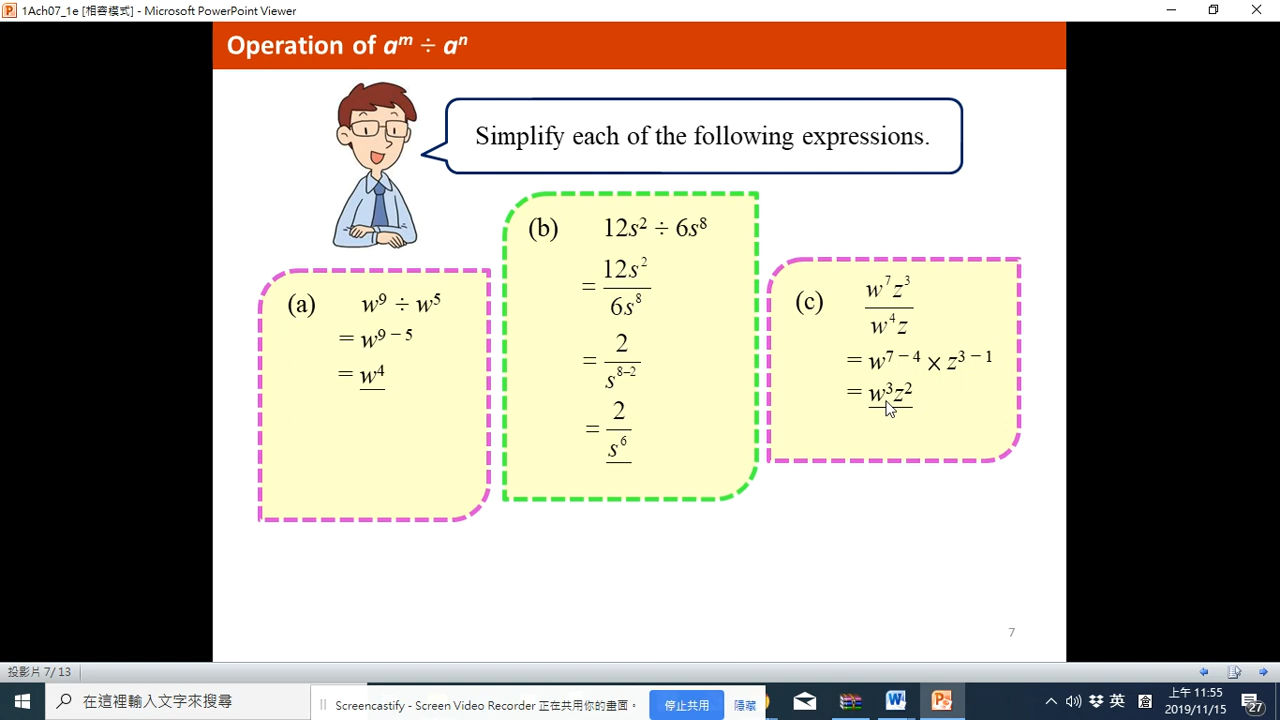 1Ach07_1e [相容模式] - Microsoft PowerPoint Viewer
Operation of aᵐ ÷ aⁿ
Simplify each of the following expressions.
(a) w⁹ ÷ w⁵
= w⁹ ⁻ ⁵
= w⁴
(b) 12s² ÷ 6s⁸
= 12s² / 6s⁸
= 2 / s⁸⁻²
= 2 / s⁶
(c) w⁷z³ / w⁴z
= w⁷ ⁻ ⁴ × z³ ⁻ ¹
= w³z²
7
投影片 7/13
在這裡輸入文字來搜尋
Screencastify - Screen Video Recorder 正在共用你的畫面。
停止共用
隱藏
英
上午 11:55
2019/11/15
27